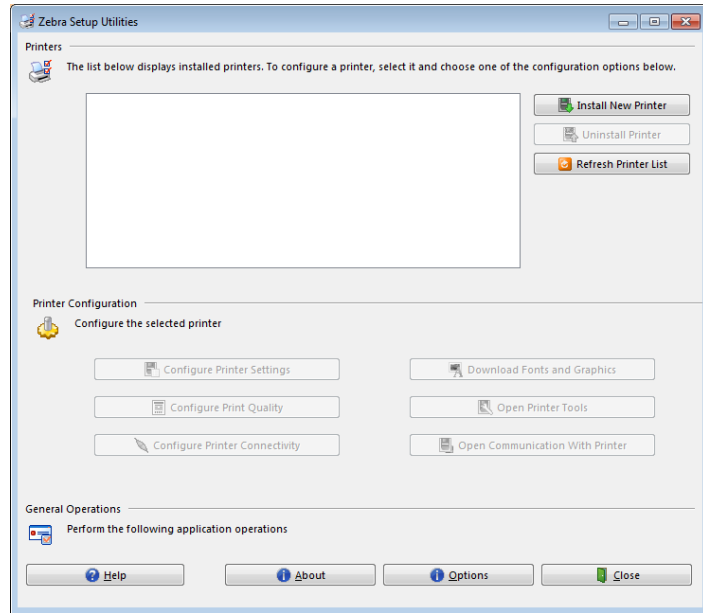 Zebra Setup Utilities
Printers
The list below displays installed printers. To configure a printer, select it and choose one of the configuration options below.
Install New Printer
Uninstall Printer
Refresh Printer List
Printer Configuration
Configure the selected printer
Configure Printer Settings
Download Fonts and Graphics
Configure Print Quality
Open Printer Tools
Configure Printer Connectivity
Open Communication With Printer
General Operations
Perform the following application operations
Help
About
Options
Close